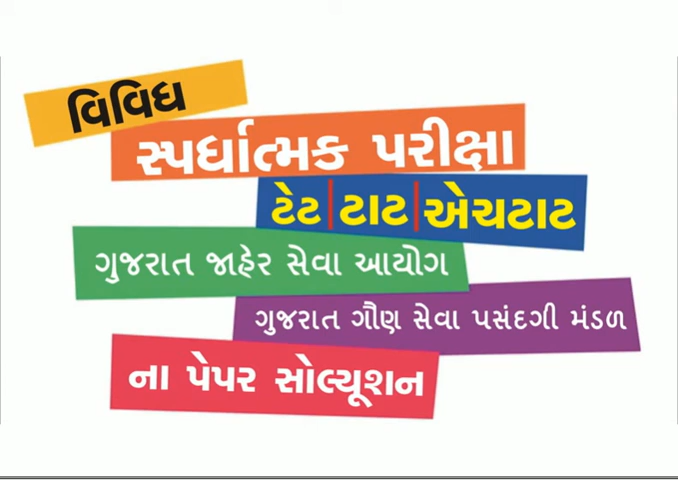 વિવિધ
સ્પર્ધાત્મક પરીક્ષા
ટેટ|ટાટ|એચટાટ
ગુજરાત જાહેર સેવા આયોગ
ગુજરાત ગૌણ સેવા પસંદગી મંડળ
ના પેપર સોલ્યૂશન